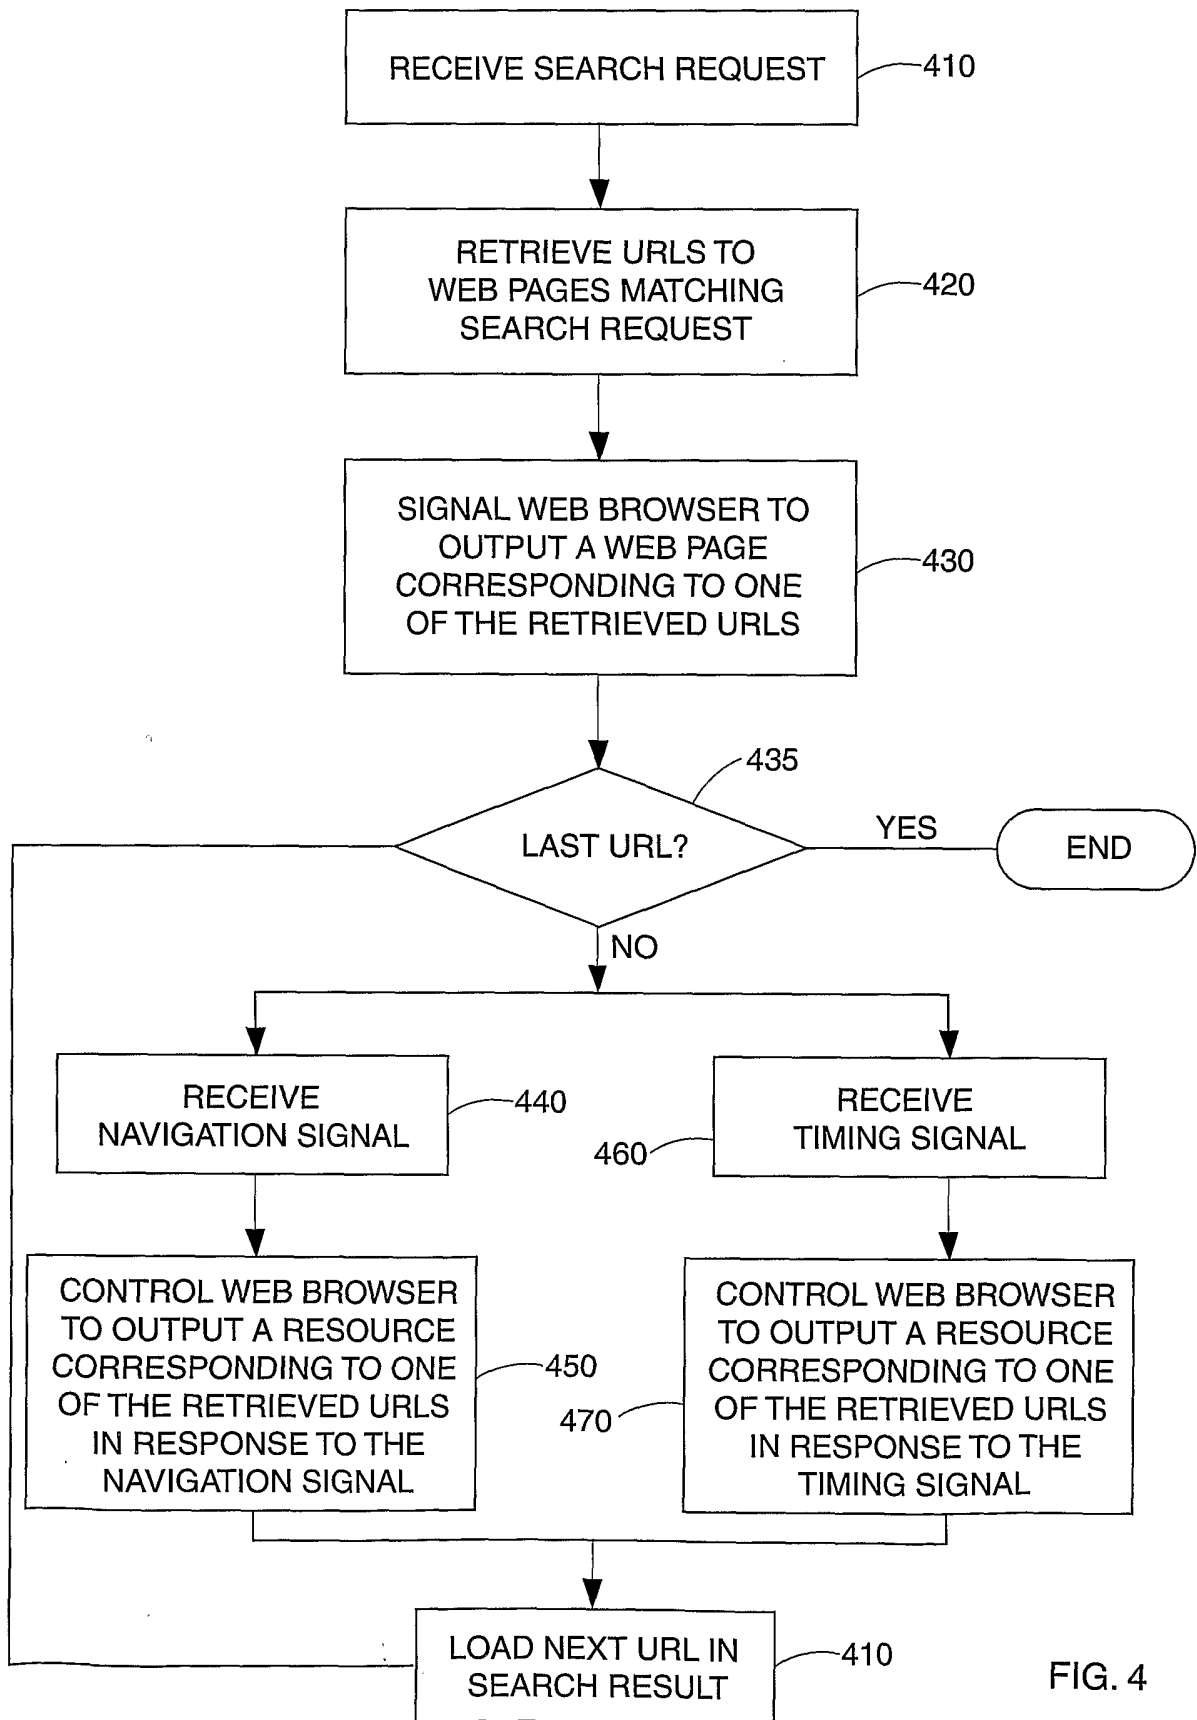 RECEIVE SEARCH REQUEST
410
RETRIEVE URLS TO
WEB PAGES MATCHING
SEARCH REQUEST
420
SIGNAL WEB BROWSER TO
OUTPUT A WEB PAGE
CORRESPONDING TO ONE
OF THE RETRIEVED URLS
430
435
LAST URL?
YES
END
NO
RECEIVE
NAVIGATION SIGNAL
440
RECEIVE
TIMING SIGNAL
460
CONTROL WEB BROWSER
TO OUTPUT A RESOURCE
CORRESPONDING TO ONE
OF THE RETRIEVED URLS
IN RESPONSE TO THE
NAVIGATION SIGNAL
450
CONTROL WEB BROWSER
TO OUTPUT A RESOURCE
CORRESPONDING TO ONE
OF THE RETRIEVED URLS
IN RESPONSE TO THE
TIMING SIGNAL
470
LOAD NEXT URL IN
SEARCH RESULT
410
FIG. 4